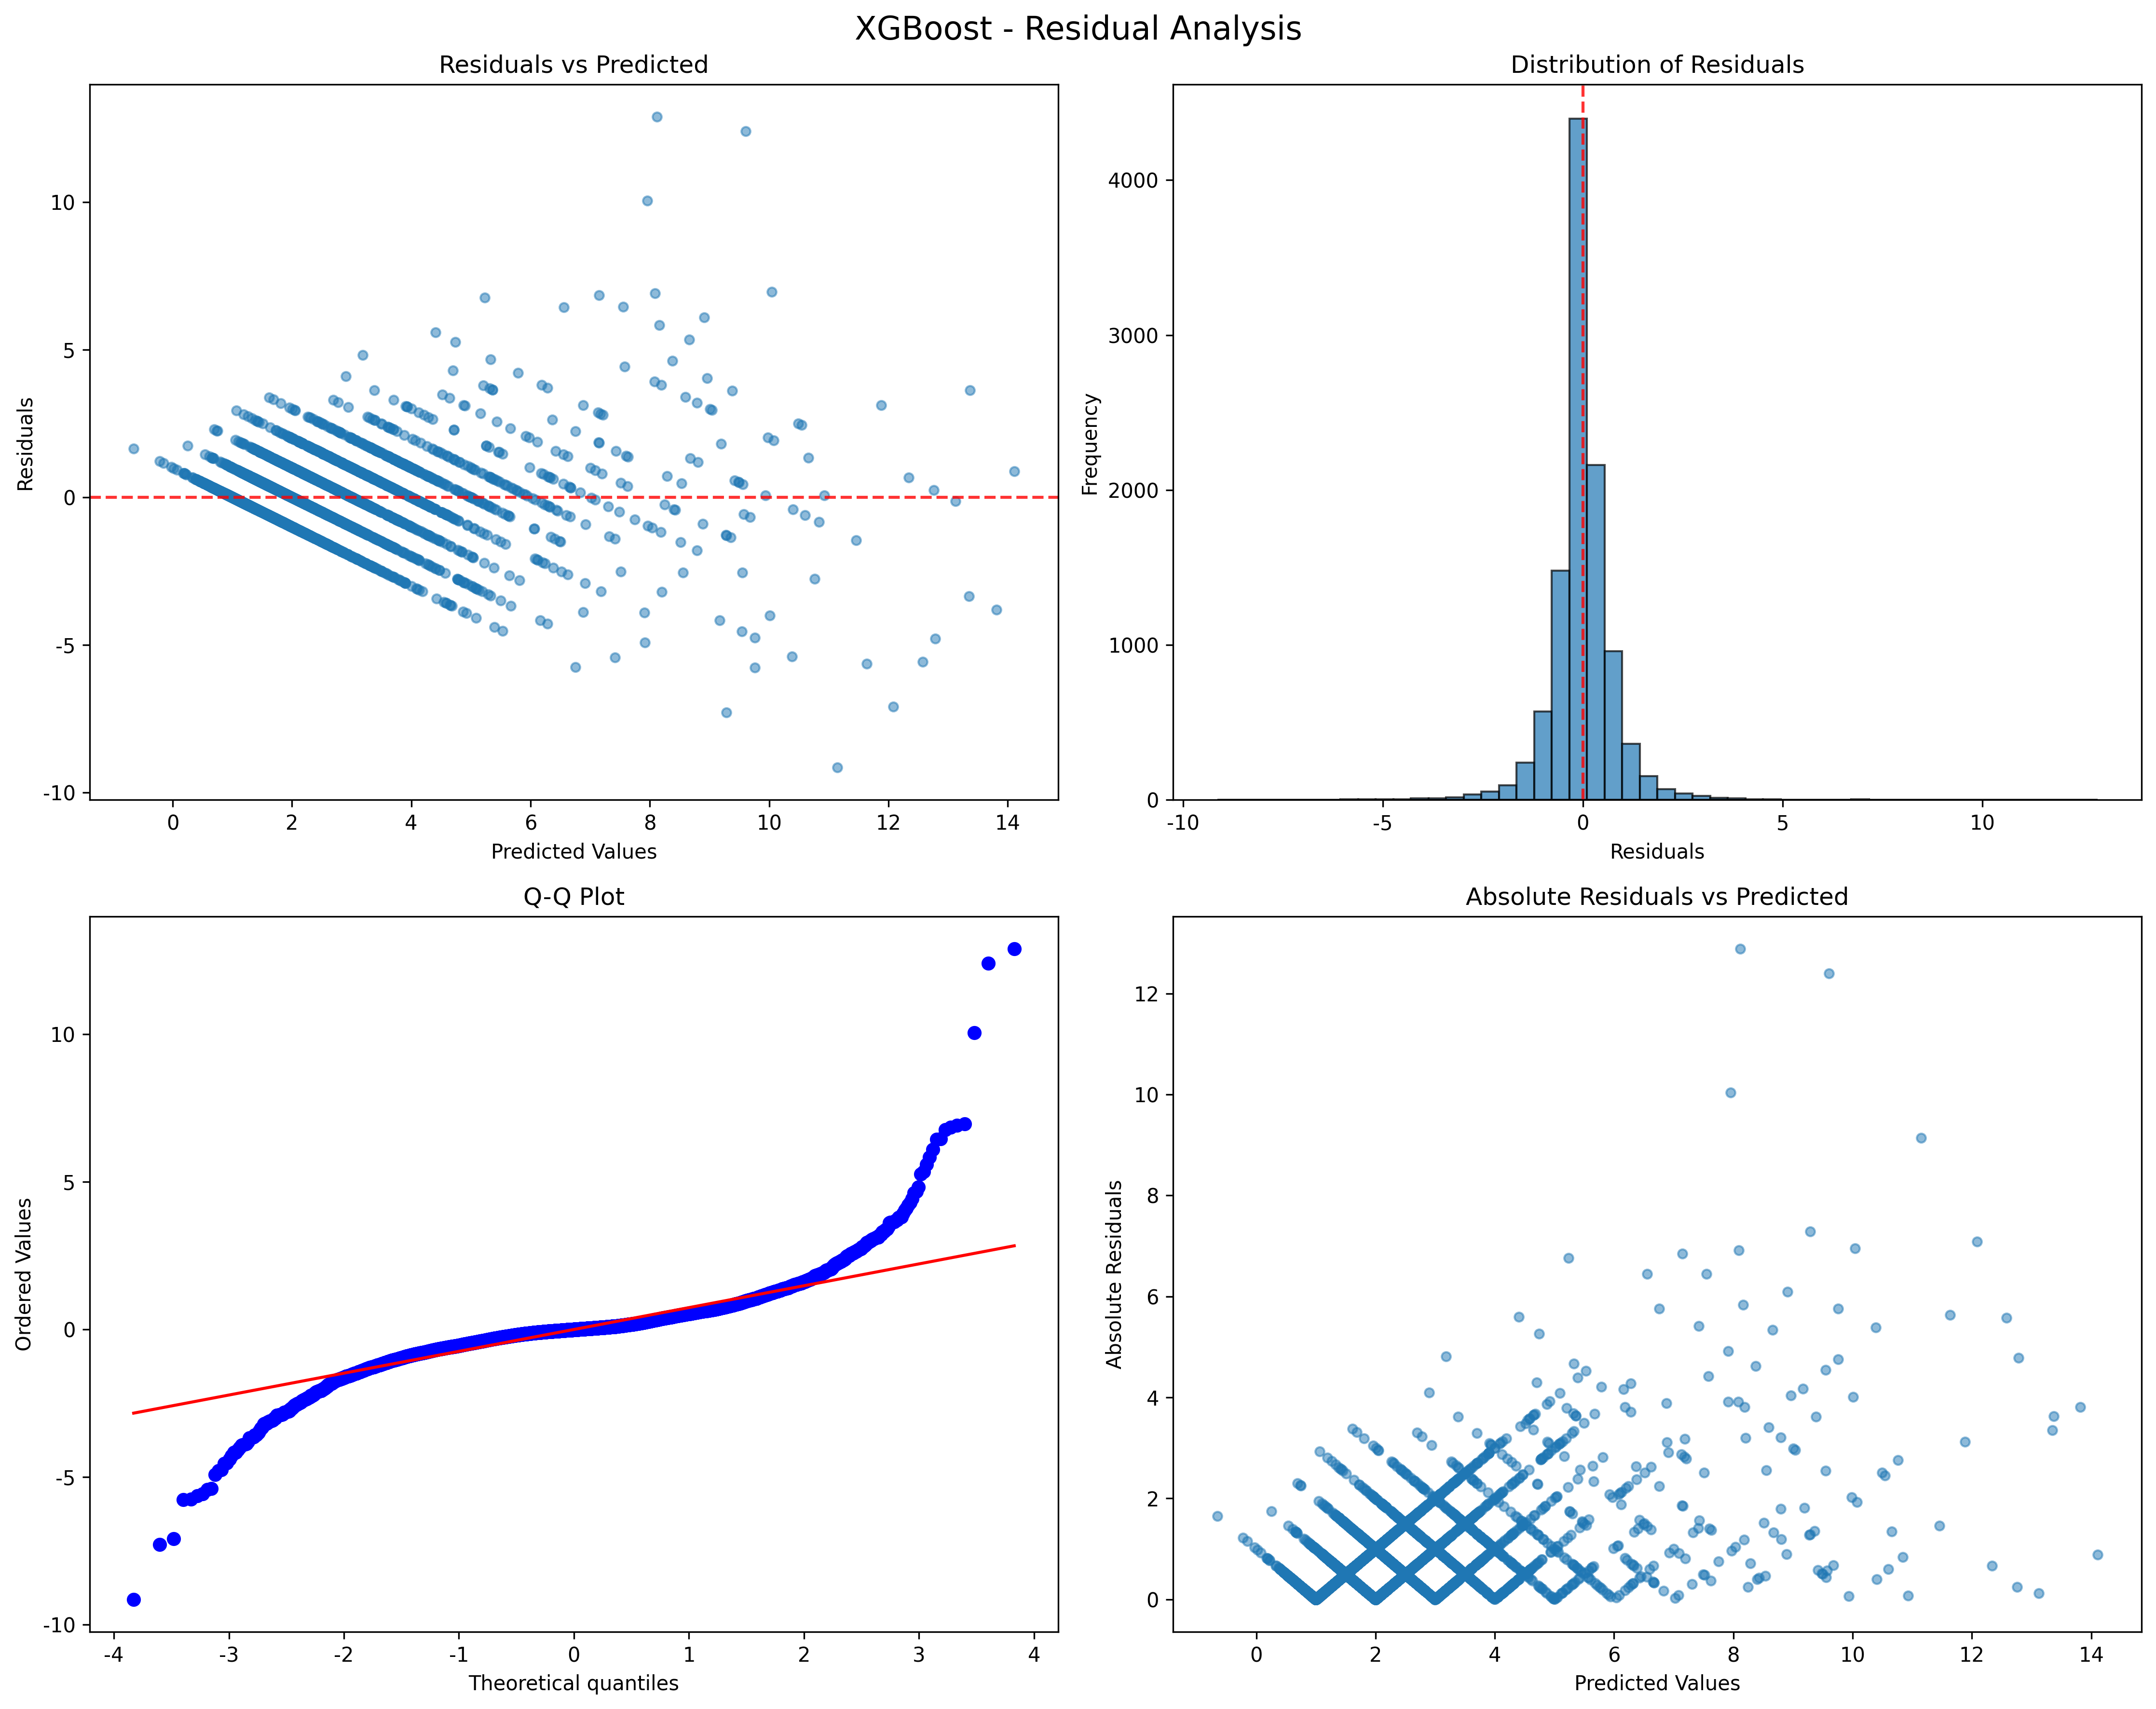 XGBoost - Residual Analysis
Residuals vs Predicted
Residuals
10
5
0
-5
-10
0 2 4 6 8 10 12 14
Predicted Values
Distribution of Residuals
Frequency
4000
3000
2000
1000
0
-10 -5 0 5 10
Residuals
Q-Q Plot
Ordered Values
10
5
0
-5
-10
-4 -3 -2 -1 0 1 2 3 4
Theoretical quantiles
Absolute Residuals vs Predicted
Absolute Residuals
12
10
8
6
4
2
0
0 2 4 6 8 10 12 14
Predicted Values